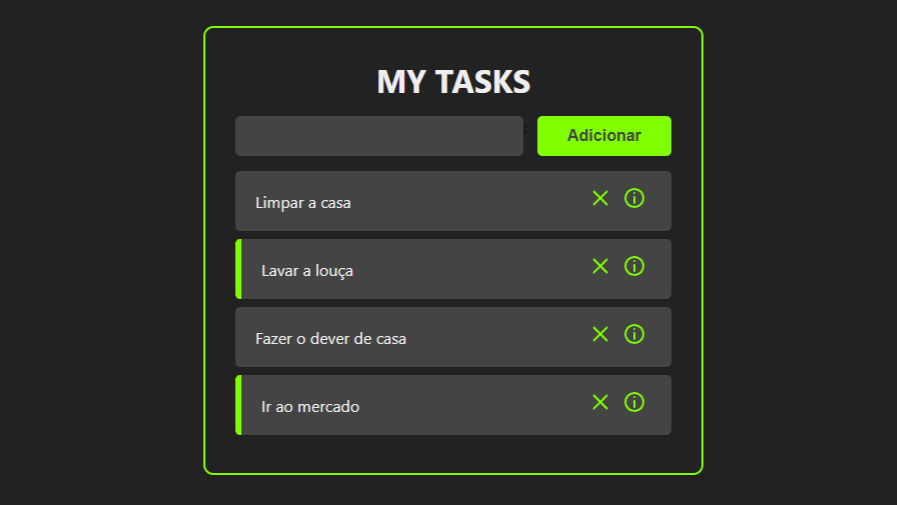 MY TASKS
Adicionar
Limpar a casa
Lavar a louça
Fazer o dever de casa
Ir ao mercado